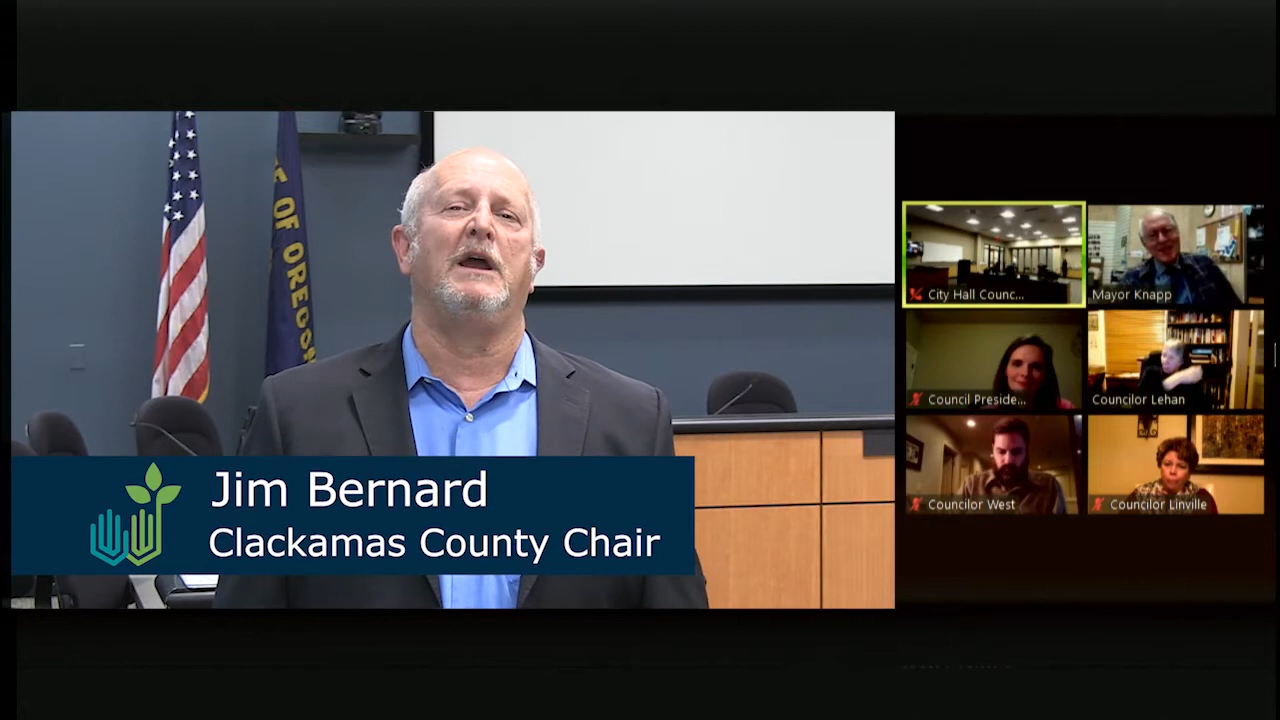 OF OREGON
Jim Bernard
Clackamas County Chair
City Hall Counc...
Mayor Knapp
Council Preside...
Councilor Lehan
Councilor West
Councilor Linville